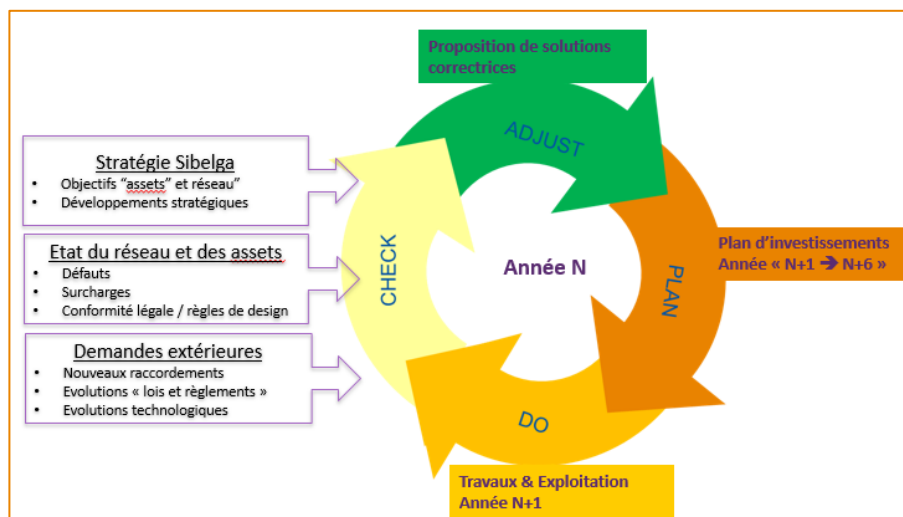 Proposition de solutions
correctrices
ADJUST
Stratégie Sibelga
• Objectifs "assets" et réseau"
• Développements stratégiques
Etat du réseau et des assets
• Défauts
• Surcharges
• Conformité légale / règles de design
Demandes extérieures
• Nouveaux raccordements
• Evolutions « lois et règlements »
• Evolutions technologiques
CHECK
Année N
PLAN
Plan d'investissements
Année « N+1 ➔ N+6 »
DO
Travaux & Exploitation
Année N+1